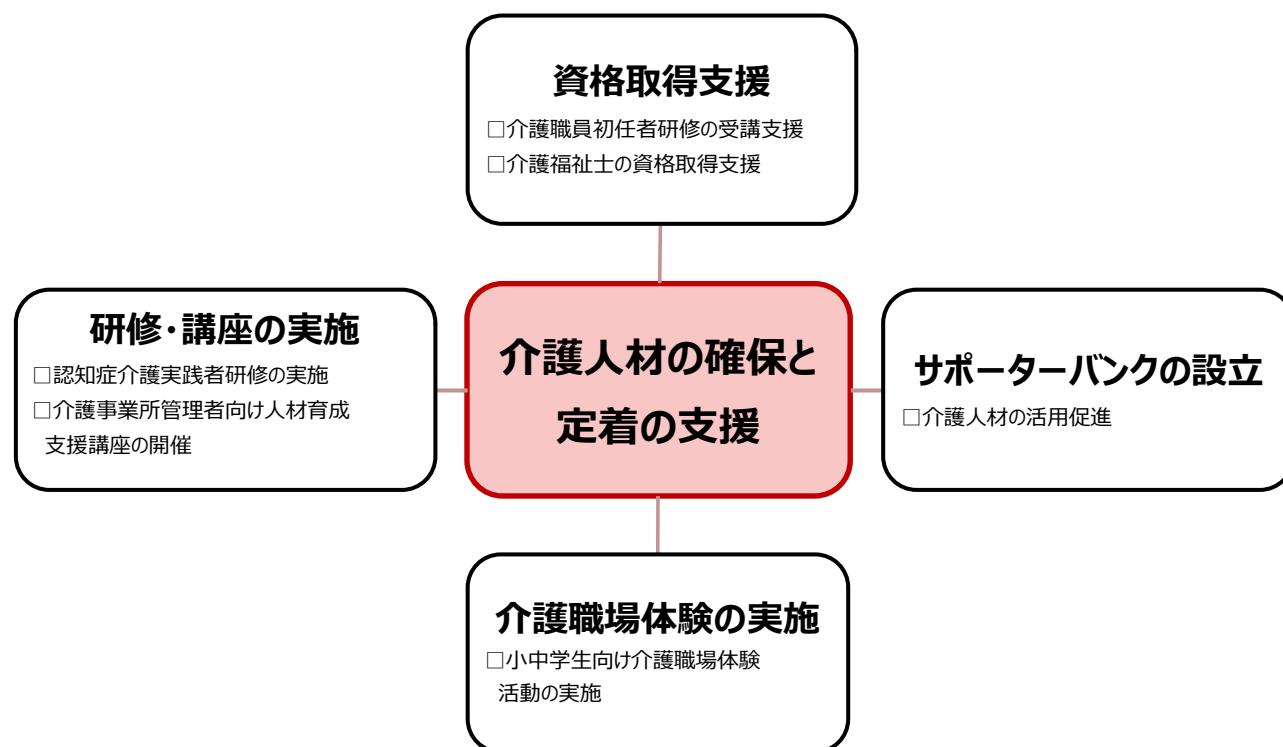 資格取得支援
□介護職員初任者研修の受講支援
□介護福祉士の資格取得支援
研修・講座の実施
□認知症介護実践者研修の実施
□介護事業所管理者向け人材育成
支援講座の開催
介護人材の確保と
定着の支援
サポーターバンクの設立
□介護人材の活用促進
介護職場体験の実施
□小中学生向け介護職場体験
活動の実施